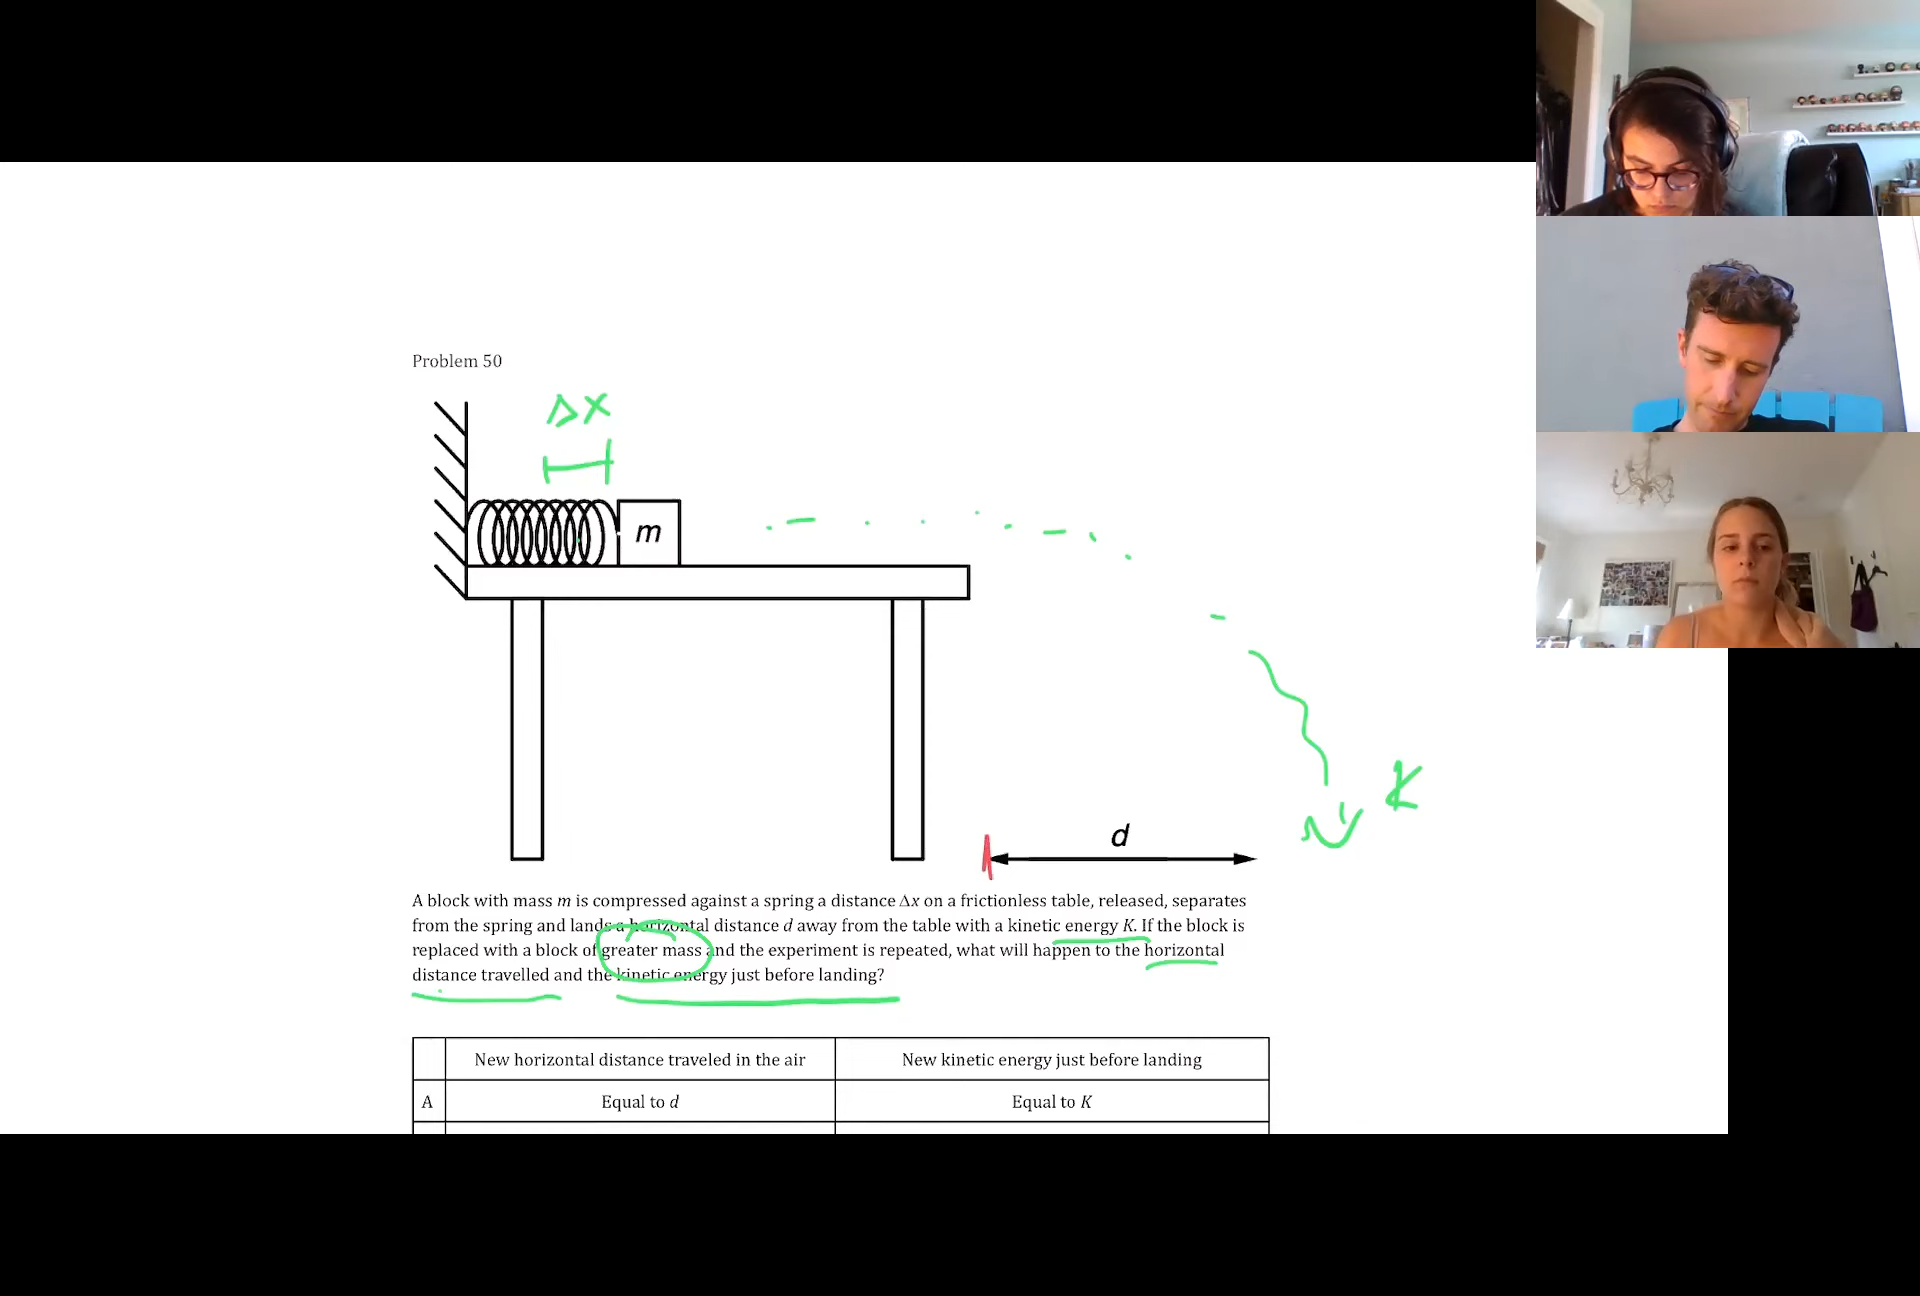 Problem 50
Δx
m
K
d
A block with mass m is compressed against a spring a distance Δx on a frictionless table, released, separates
from the spring and lands a horizontal distance d away from the table with a kinetic energy K. If the block is
replaced with a block of greater mass and the experiment is repeated, what will happen to the horizontal
distance travelled and the kinetic energy just before landing?
New horizontal distance traveled in the air New kinetic energy just before landing
A Equal to d Equal to K